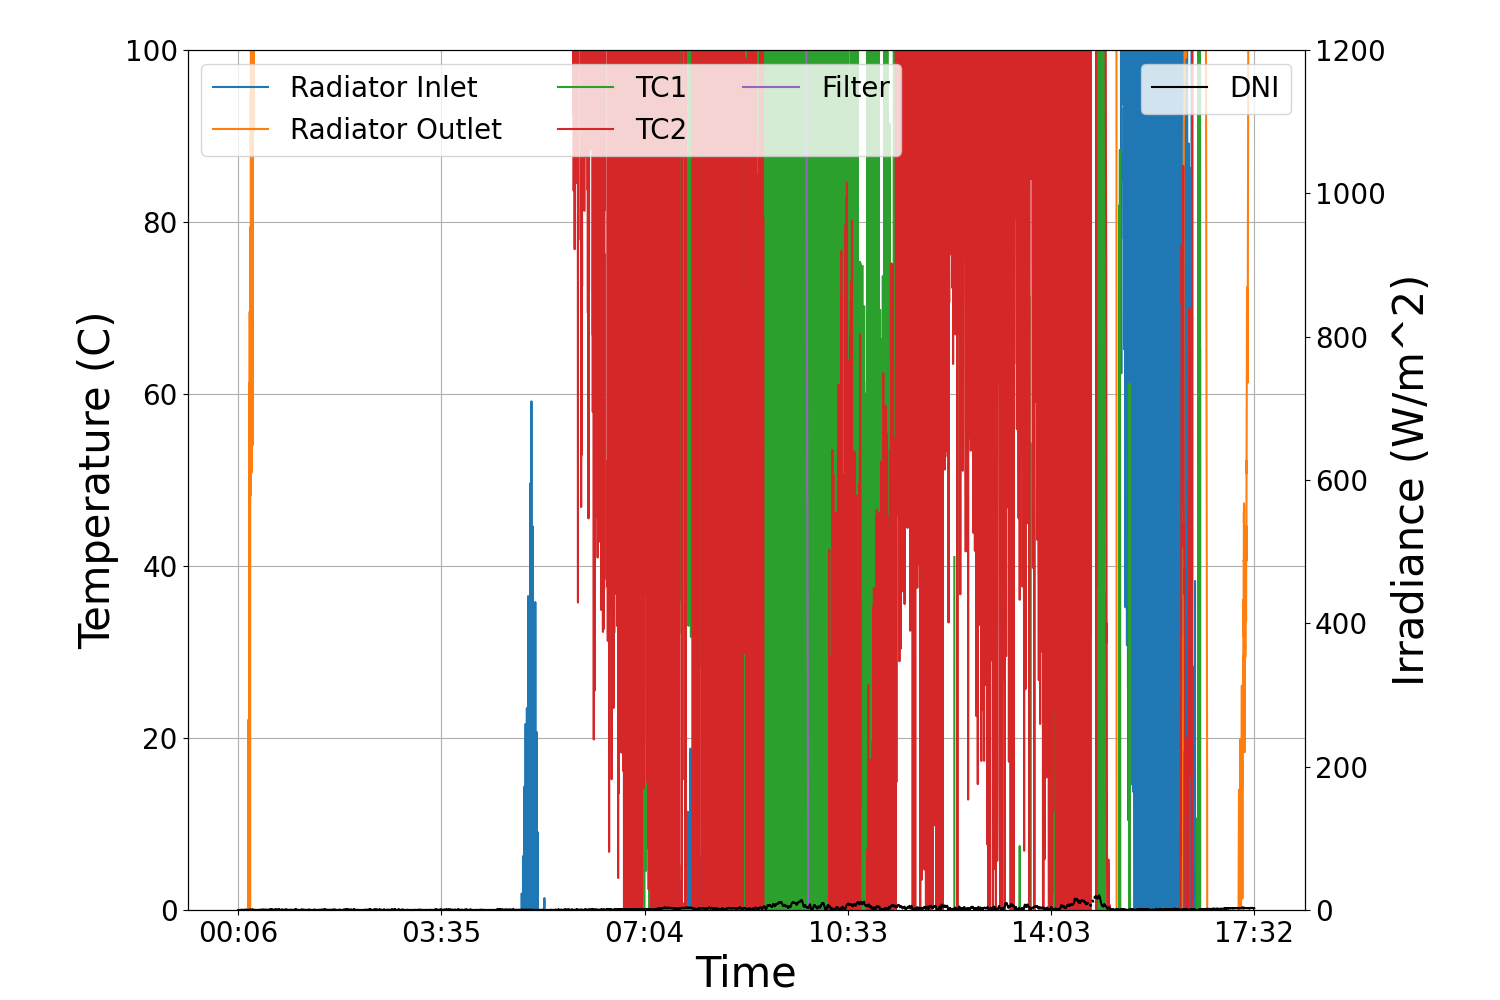 100
80
60
40
20
0
Temperature (C)
Radiator Inlet
Radiator Outlet
TC1
TC2
Filter
DNI
1200
1000
800
600
400
200
0
Irradiance (W/m^2)
00:06
03:35
07:04
10:33
14:03
17:32
Time